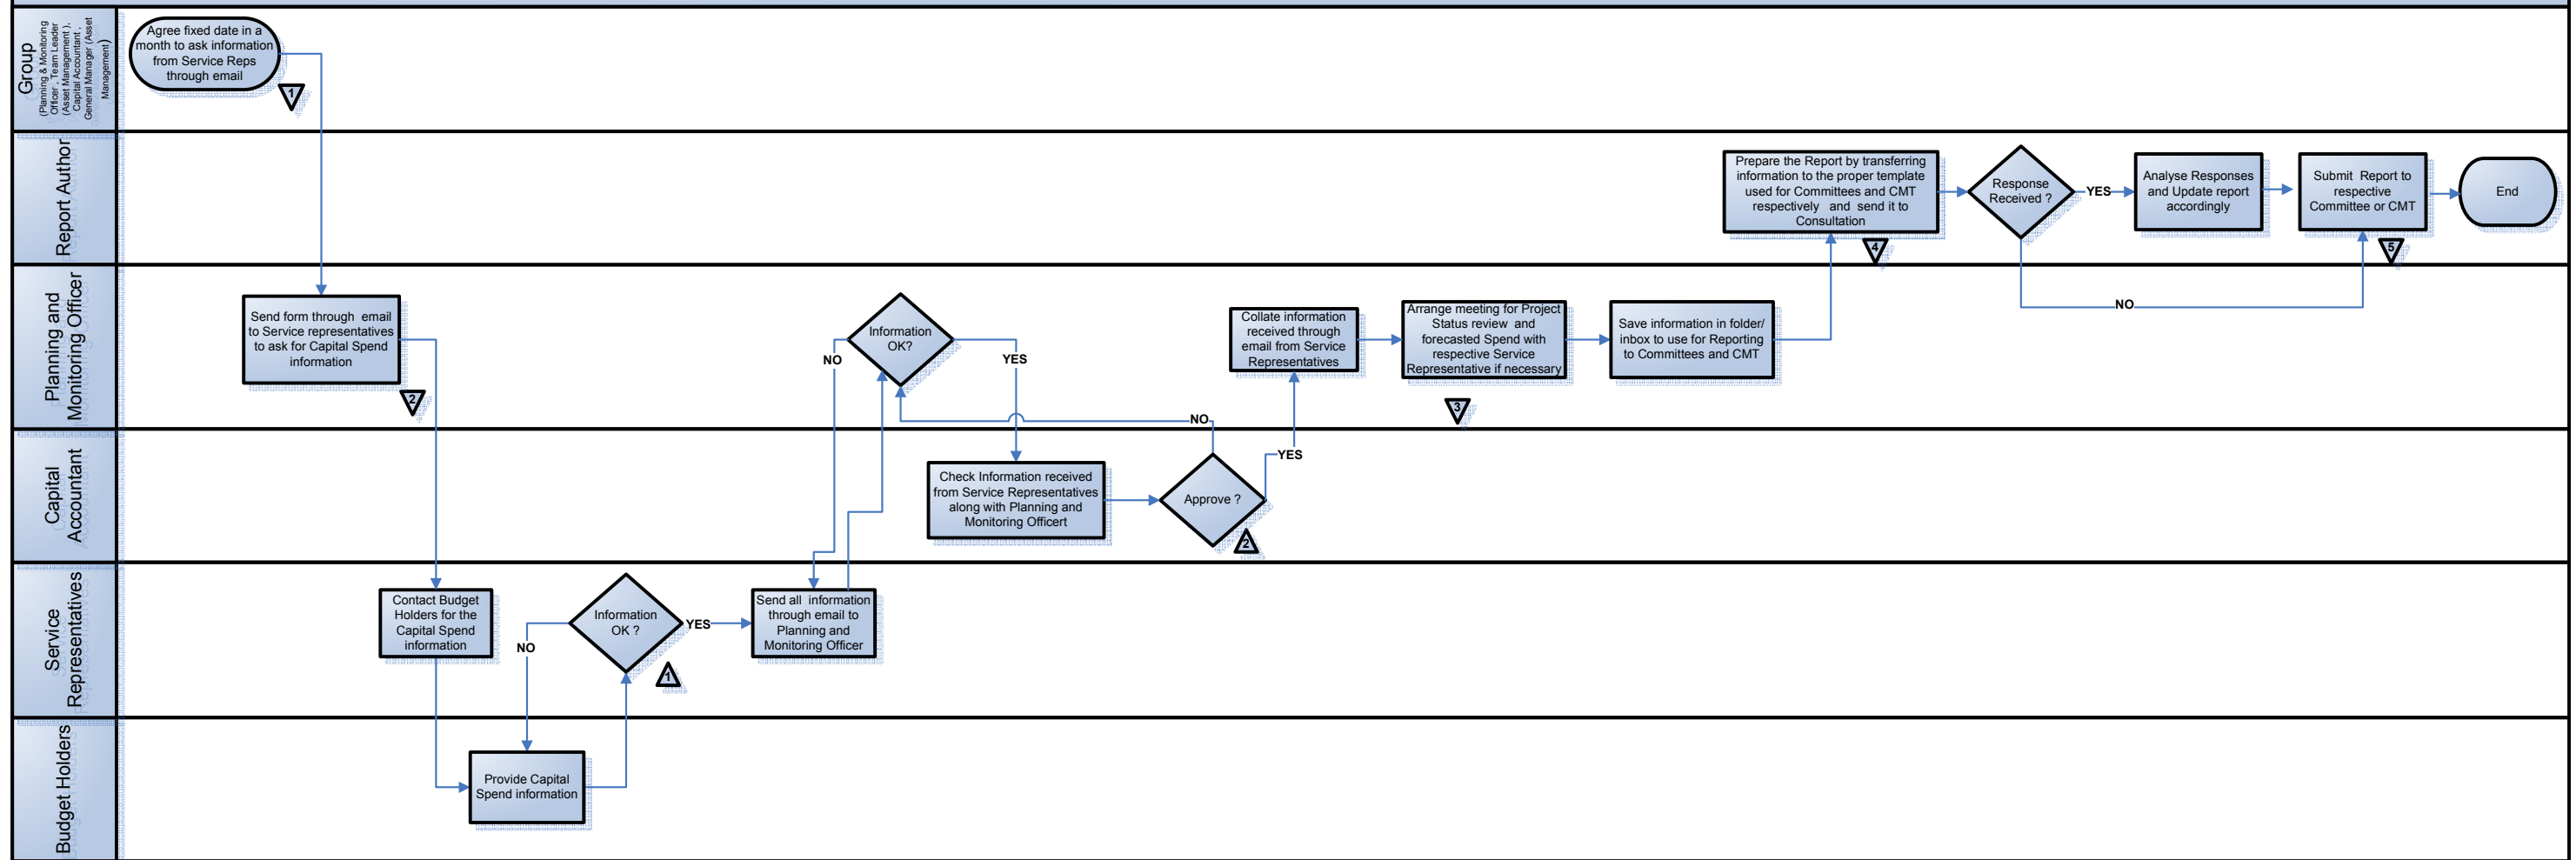 Group
(Planning & Monitoring
Officer , Team Leader
(Asset Management ),
Capital Accountant ,
General Manager (Asset
Management)
Agree fixed date in a
month to ask information
from Service Reps
through email
1
Report Author
Prepare the Report by transferring
information to the proper template
used for Committees and CMT
respectively and send it to
Consultation
4
Response
Received ?
YES
NO
Analyse Responses
and Update report
accordingly
Submit Report to
respective
Committee or CMT
5
End
Planning and
Monitoring Officer
Send form through email
to Service representatives
to ask for Capital Spend
information
2
Information
OK?
NO
YES
Collate information
received through
email from Service
Representatives
Arrange meeting for Project
Status review and
forecasted Spend with
respective Service
Representative if necessary
3
Save information in folder/
inbox to use for Reporting
to Committees and CMT
Capital
Accountant
Check Information received
from Service Representatives
along with Planning and
Monitoring Officert
Approve ?
NO
YES
2
Service
Representatives
Contact Budget
Holders for the
Capital Spend
information
Information
OK ?
NO
YES
1
Send all information
through email to
Planning and
Monitoring Officer
Budget Holders
Provide Capital
Spend information